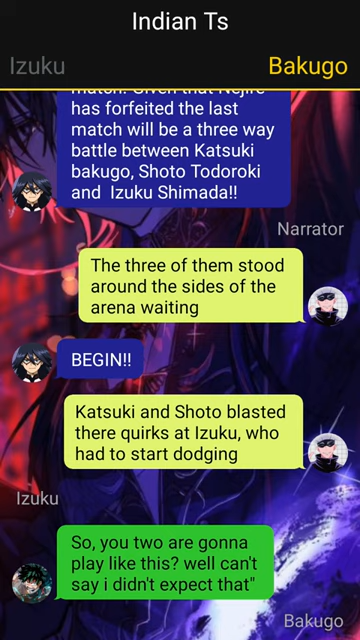 Indian Ts
Izuku
Bakugo
match. Given that Nejire
has forfeited the last
match will be a three way
battle between Katsuki
bakugo, Shoto Todoroki
and Izuku Shimada!!
Narrator
The three of them stood
around the sides of the
arena waiting
BEGIN!!
Katsuki and Shoto blasted
there quirks at Izuku, who
had to start dodging
Izuku
So, you two are gonna
play like this? well can't
say i didn't expect that"
Bakugo